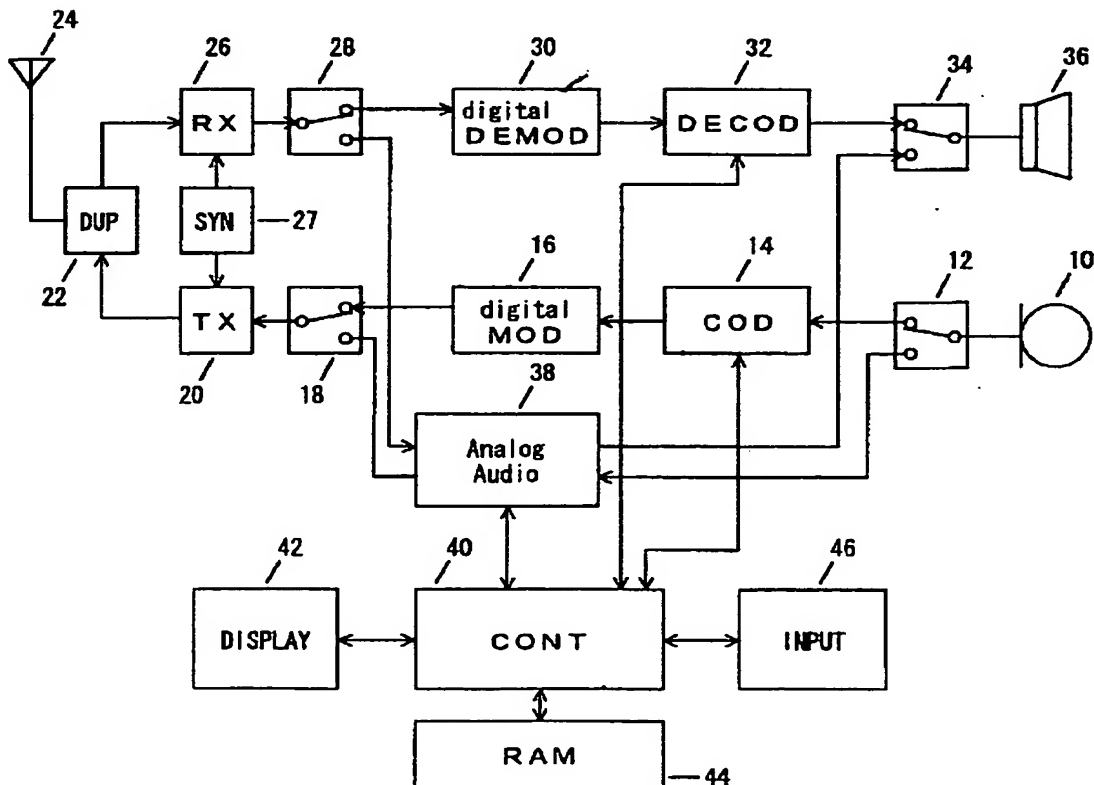 24
26
28
30
32
34
36
RX
digital
DEMOD
DECOD
DUP
SYN
27
22
16
14
12
10
TX
digital
MOD
COD
20
18
38
Analog
Audio
42
40
46
DISPLAY
CONT
INPUT
RAM
44